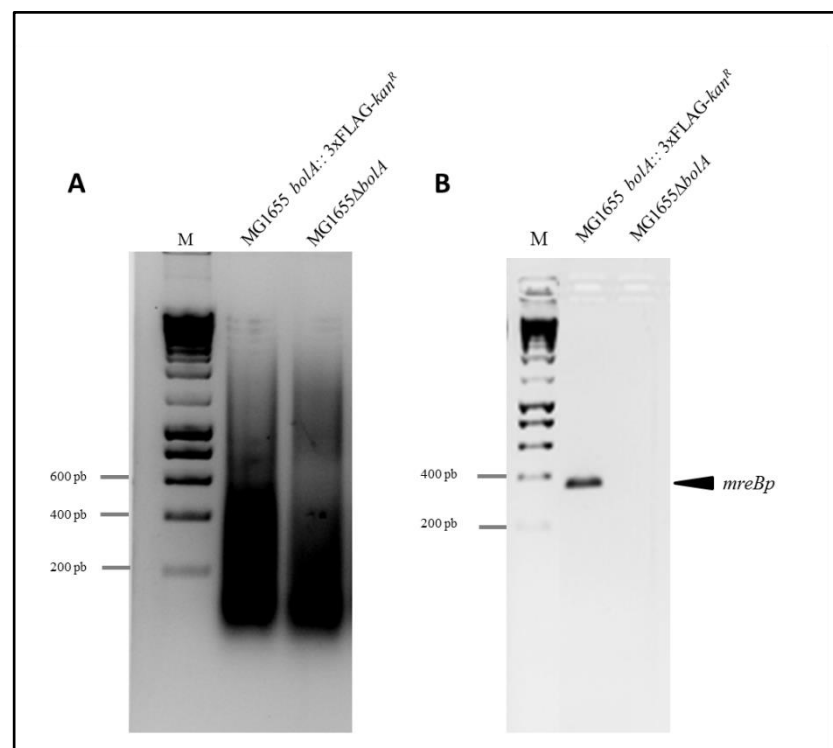 A
M
MG1655 bolA:: 3xFLAG-kanR
MG1655ΔbolA
600 pb
400 pb
200 pb
B
M
MG1655 bolA:: 3xFLAG-kanR
MG1655ΔbolA
400 pb
200 pb
mreBp